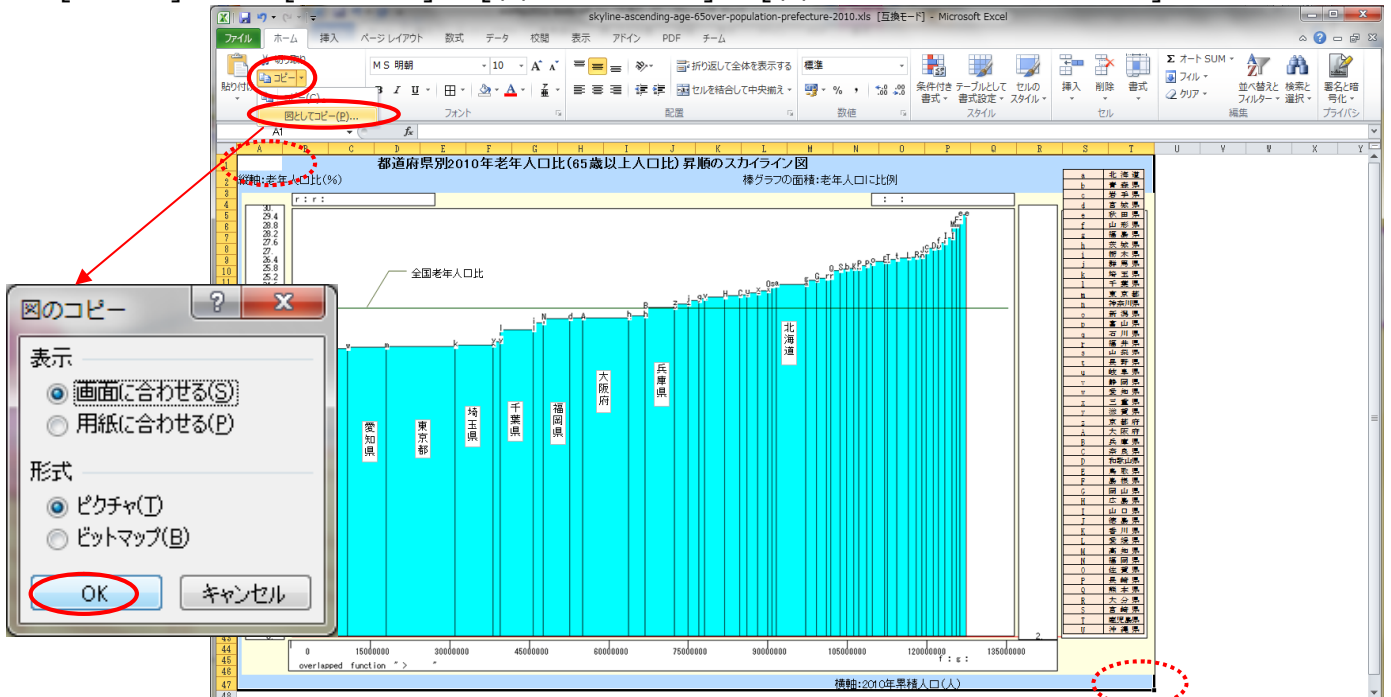 skyline-ascending-age-65over-population-prefecture-2010.xls [互換モード] - Microsoft Excel
ファイル ホーム 挿入 ページ レイアウト 数式 データ 校閲 表示 アドイン PDF チーム
コピー
図としてコピー(P)...
ＭＳ 明朝 10
折り返して全体を表示する
セルを結合して中央揃え
標準
条件付き書式 テーブルとして書式設定 セルのスタイル
挿入 削除 書式
Σ オート SUM
フィル
クリア
並べ替えとフィルター 検索と選択
署名と暗号化
フォント 配置 数値 スタイル セル 編集 プライバシ
A1 fx
A B C D E F G H I J K L M N O P Q R S T U V W X Y
都道府県別2010年老年人口比(65歳以上人口比)昇順のスカイライン図
縦軸:老年人口比(%) 棒グラフの面積:老年人口に比例
r : r :
30.
29.4
28.8
28.2
27.6
27.
26.4
25.8
25.2
全国老年人口比
愛知県
東京都
埼玉県
千葉県
福岡県
大阪府
兵庫県
北海道
a 北海道
b 青森県
c 岩手県
d 宮城県
e 秋田県
f 山形県
g 福島県
h 茨城県
i 栃木県
j 群馬県
k 埼玉県
l 千葉県
m 東京都
n 神奈川県
o 新潟県
p 富山県
q 石川県
r 福井県
s 山梨県
t 長野県
u 岐阜県
v 静岡県
w 愛知県
x 三重県
y 滋賀県
z 京都府
A 大阪府
B 兵庫県
C 奈良県
D 和歌山県
E 鳥取県
F 島根県
G 岡山県
H 広島県
I 山口県
J 徳島県
K 香川県
L 愛媛県
M 高知県
N 福岡県
O 佐賀県
P 長崎県
Q 熊本県
R 大分県
S 宮崎県
T 鹿児島県
U 沖縄県
0 15000000 30000000 45000000 60000000 75000000 90000000 105000000 120000000 135000000
overlapped function " > " f : g :
横軸:2010年累積人口(人)
図のコピー
表示
画面に合わせる(S)
用紙に合わせる(P)
形式
ピクチャ(T)
ビットマップ(B)
OK キャンセル